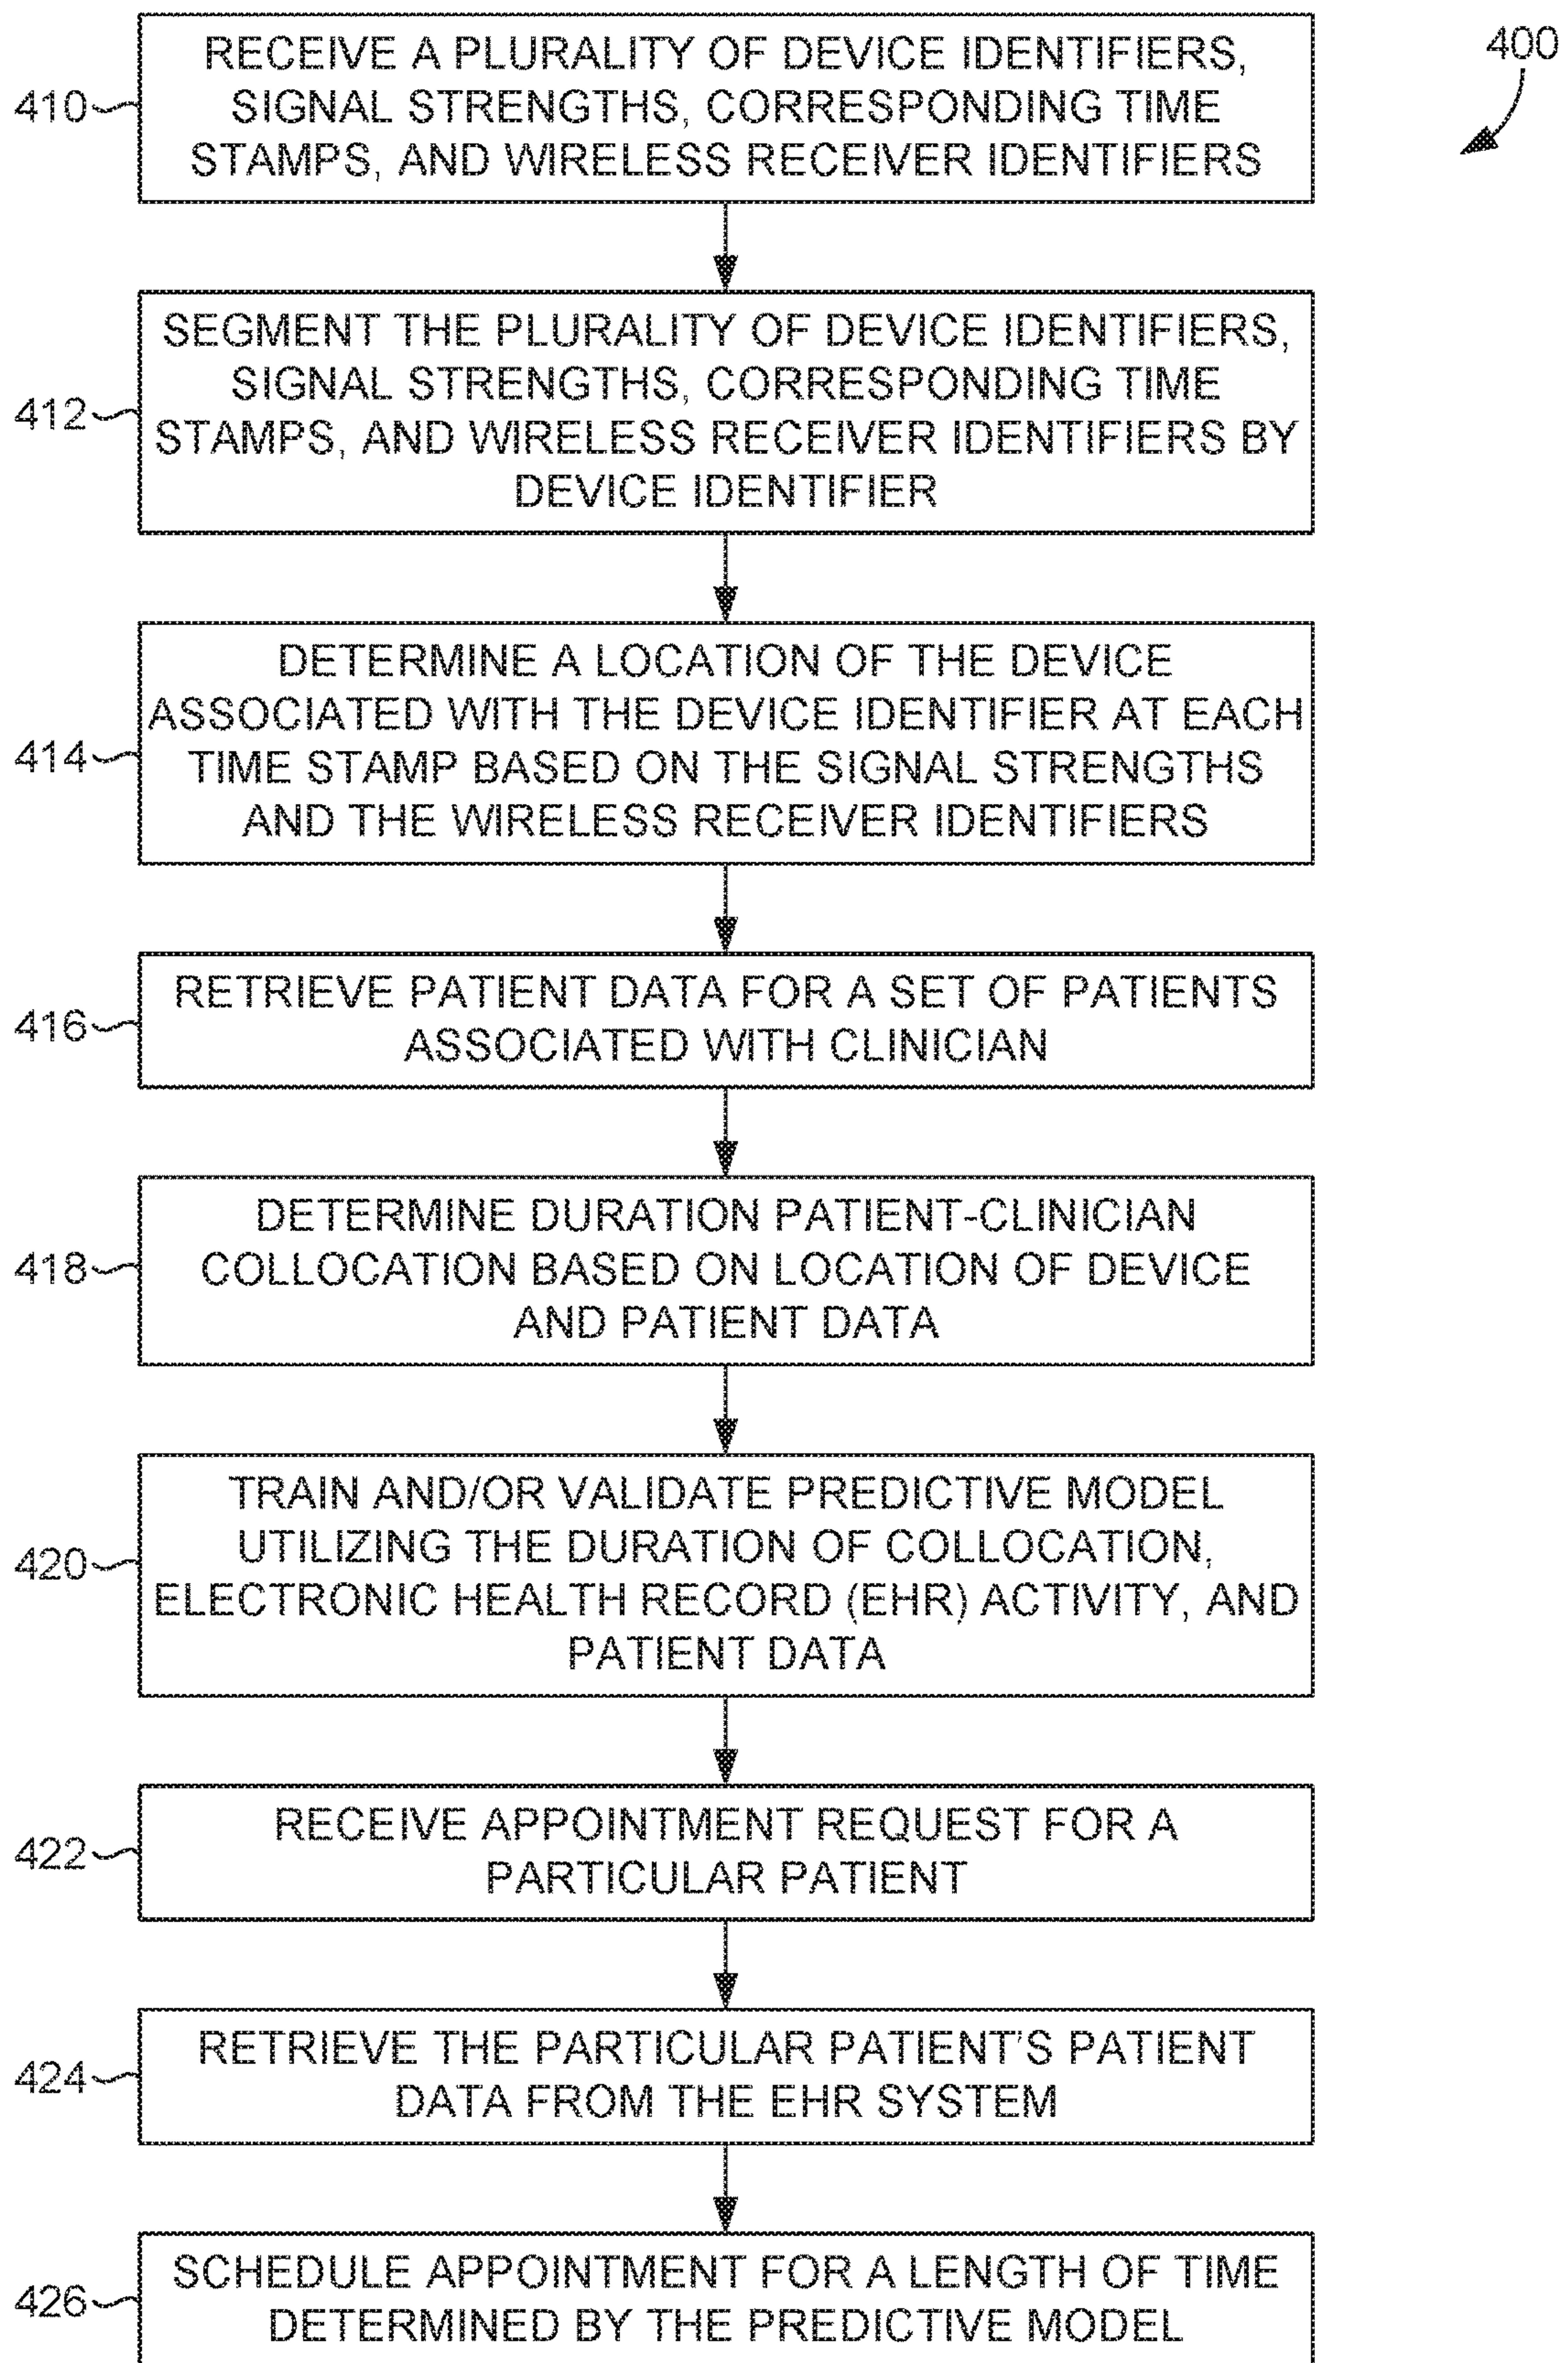 400
410
RECEIVE A PLURALITY OF DEVICE IDENTIFIERS,
SIGNAL STRENGTHS, CORRESPONDING TIME
STAMPS, AND WIRELESS RECEIVER IDENTIFIERS
412
SEGMENT THE PLURALITY OF DEVICE IDENTIFIERS,
SIGNAL STRENGTHS, CORRESPONDING TIME
STAMPS, AND WIRELESS RECEIVER IDENTIFIERS BY
DEVICE IDENTIFIER
414
DETERMINE A LOCATION OF THE DEVICE
ASSOCIATED WITH THE DEVICE IDENTIFIER AT EACH
TIME STAMP BASED ON THE SIGNAL STRENGTHS
AND THE WIRELESS RECEIVER IDENTIFIERS
416
RETRIEVE PATIENT DATA FOR A SET OF PATIENTS
ASSOCIATED WITH CLINICIAN
418
DETERMINE DURATION PATIENT-CLINICIAN
COLLOCATION BASED ON LOCATION OF DEVICE
AND PATIENT DATA
420
TRAIN AND/OR VALIDATE PREDICTIVE MODEL
UTILIZING THE DURATION OF COLLOCATION,
ELECTRONIC HEALTH RECORD (EHR) ACTIVITY, AND
PATIENT DATA
422
RECEIVE APPOINTMENT REQUEST FOR A
PARTICULAR PATIENT
424
RETRIEVE THE PARTICULAR PATIENT'S PATIENT
DATA FROM THE EHR SYSTEM
426
SCHEDULE APPOINTMENT FOR A LENGTH OF TIME
DETERMINED BY THE PREDICTIVE MODEL